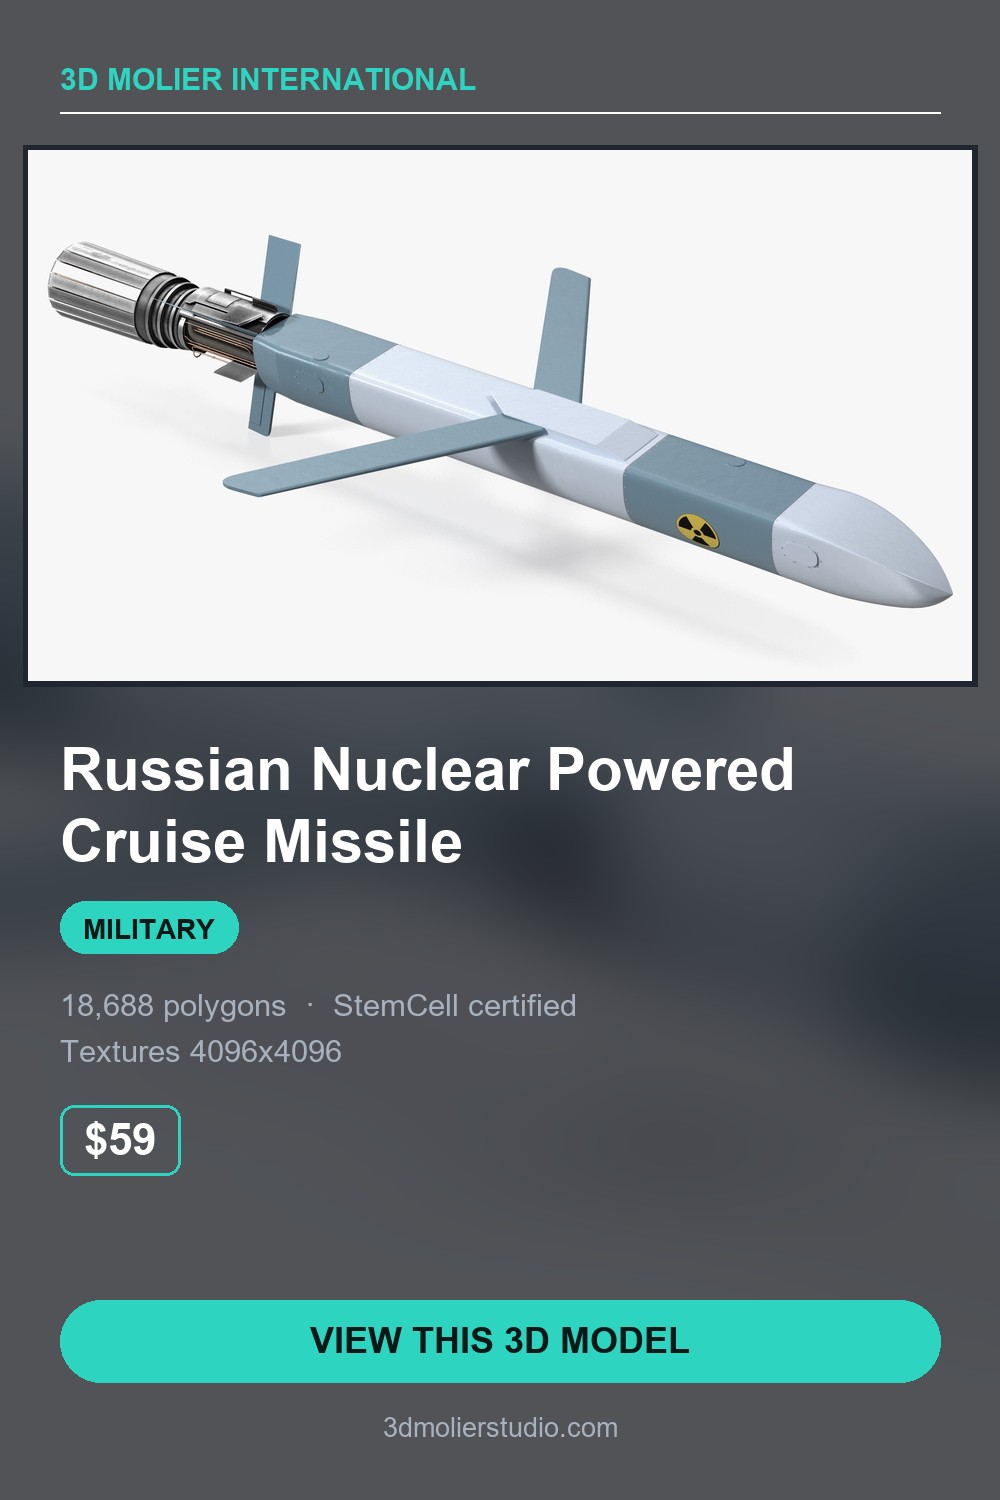 3D MOLIER INTERNATIONAL
Russian Nuclear Powered
Cruise Missile
MILITARY
18,688 polygons · StemCell certified
Textures 4096x4096
$59
VIEW THIS 3D MODEL
3dmolierstudio.com